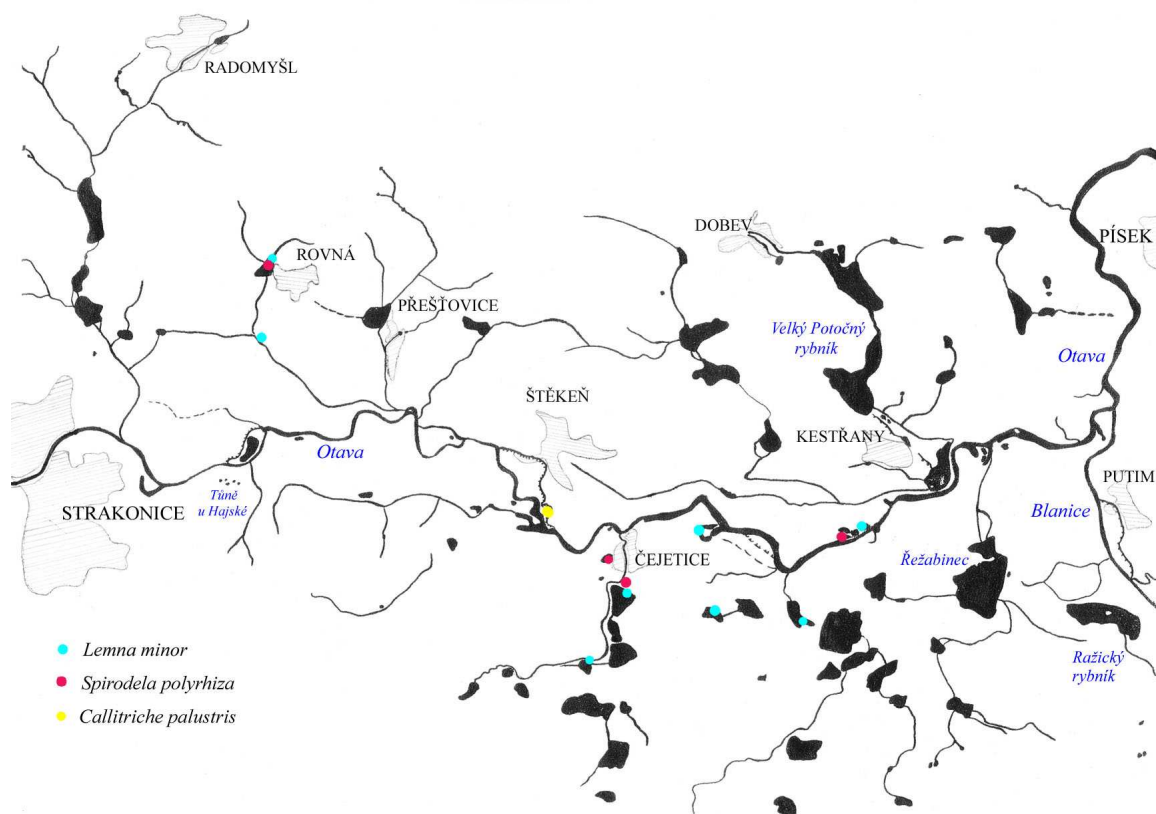 RADOMYŠL
DOBEV
PÍSEK
ROVNÁ
PŘEŠŤOVICE
Velký Potočný
rybník
Otava
ŠTĚKEŇ
KESTŘANY
Otava
PUTIM
STRAKONICE
Tůně
u Hajské
Blanice
ČEJETICE
Řežabinec
Lemna minor
Spirodela polyrhiza
Callitriche palustris
Ražický
rybník